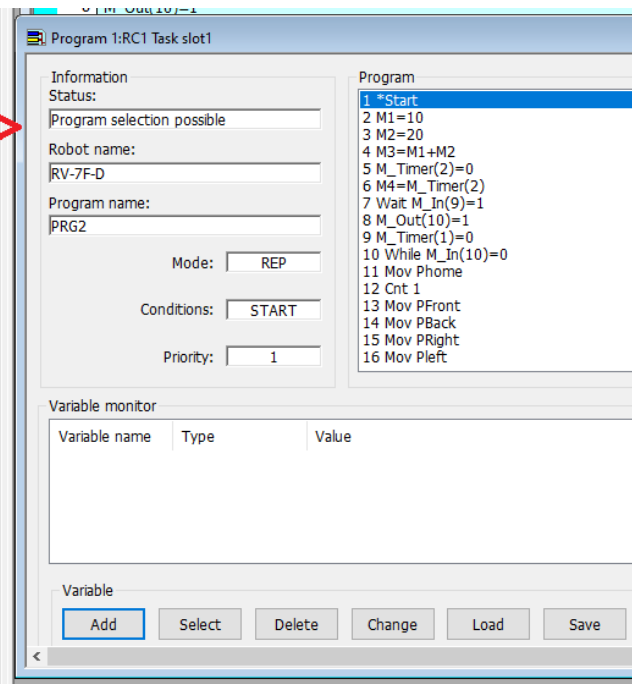 8 M_Out(10)=1
Program 1:RC1 Task slot1
Information
Status:
Program selection possible
Robot name:
RV-7F-D
Program name:
PRG2
Mode: REP
Conditions: START
Priority: 1
Program
1 *Start
2 M1=10
3 M2=20
4 M3=M1+M2
5 M_Timer(2)=0
6 M4=M_Timer(2)
7 Wait M_In(9)=1
8 M_Out(10)=1
9 M_Timer(1)=0
10 While M_In(10)=0
11 Mov Phome
12 Cnt 1
13 Mov PFront
14 Mov PBack
15 Mov PRight
16 Mov Pleft
Variable monitor
Variable name Type Value
Variable
Add Select Delete Change Load Save